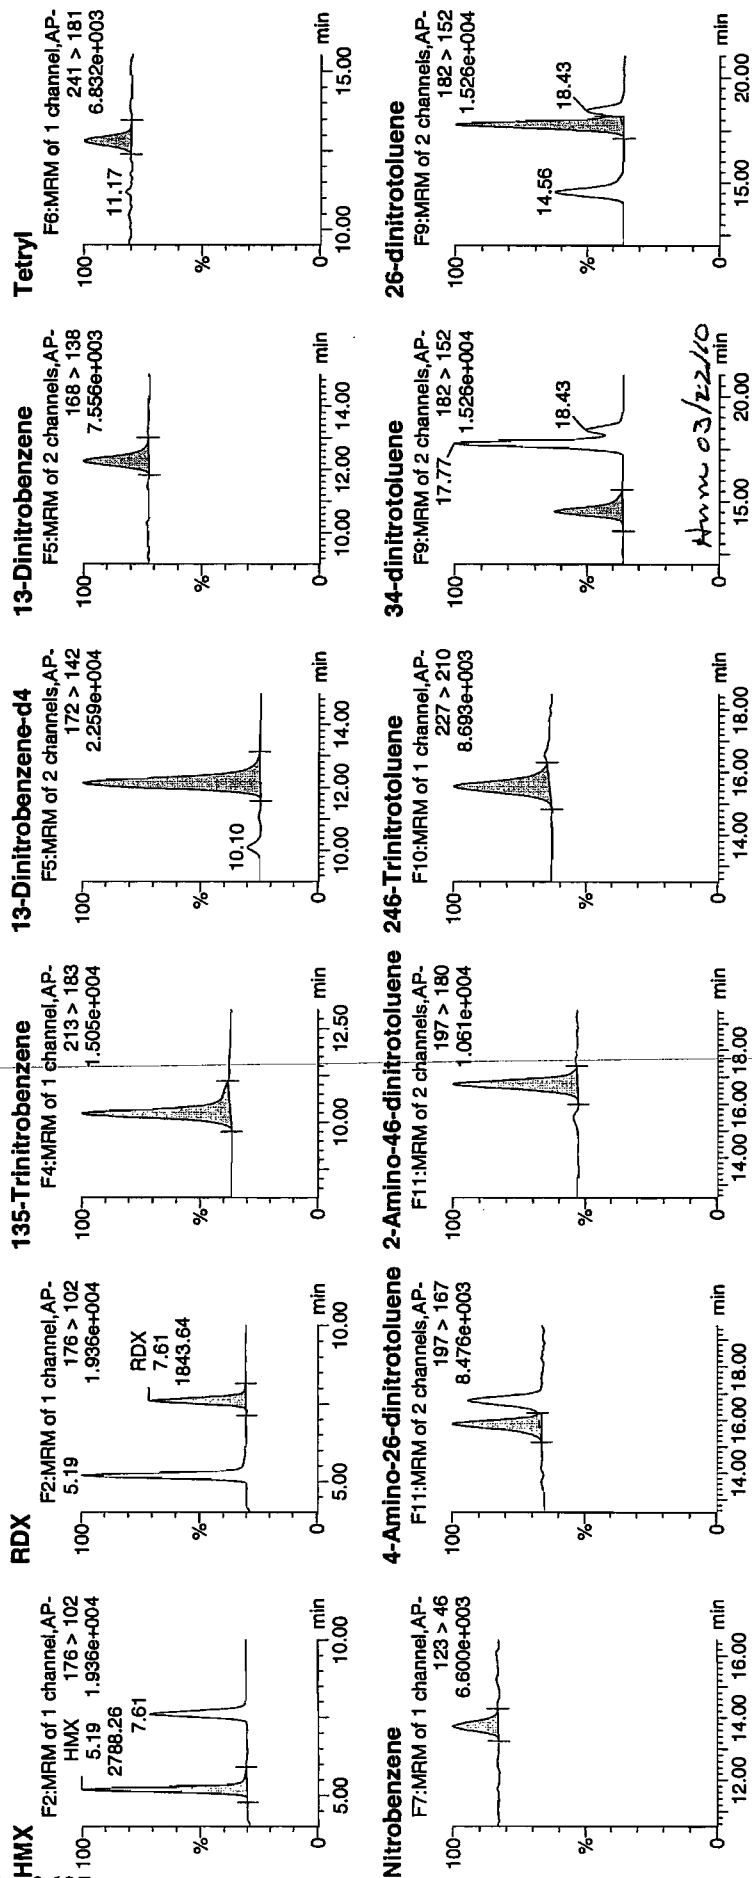 HMX
F2:MRM of 1 channel,AP-
176 > 102
1.936e+004
HMX
5.19
2788.26
7.61
100
%
0
5.00 10.00 min
RDX
F2:MRM of 1 channel,AP-
176 > 102
1.936e+004
5.19
RDX
7.61
1843.64
100
%
0
5.00 10.00 min
135-Trinitrobenzene
F4:MRM of 1 channel,AP-
213 > 183
1.505e+004
100
%
0
10.00 12.50 min
13-Dinitrobenzene-d4
F5:MRM of 2 channels,AP-
172 > 142
2.259e+004
10.10
100
%
0
10.00 12.00 14.00 min
13-Dinitrobenzene
F5:MRM of 2 channels,AP-
168 > 138
7.556e+003
100
%
0
10.00 12.00 14.00 min
Tetryl
F6:MRM of 1 channel,AP-
241 > 181
6.832e+003
11.17
100
%
0
10.00 15.00 min
Nitrobenzene
F7:MRM of 1 channel,AP-
123 > 46
6.600e+003
100
%
0
12.00 14.00 16.00 min
4-Amino-26-dinitrotoluene
F11:MRM of 2 channels,AP-
197 > 167
8.476e+003
100
%
0
14.00 16.00 18.00 min
2-Amino-46-dinitrotoluene
F11:MRM of 2 channels,AP-
197 > 180
1.061e+004
100
%
0
14.00 16.00 18.00 min
246-Trinitrotoluene
F10:MRM of 1 channel,AP-
227 > 210
8.693e+003
100
%
0
14.00 16.00 18.00 min
34-dinitrotoluene
F9:MRM of 2 channels,AP-
182 > 152
1.526e+004
17.77
18.43
100
%
0
15.00 20.00 min
03/22/10
26-dinitrotoluene
F9:MRM of 2 channels,AP-
182 > 152
1.526e+004
14.56
18.43
100
%
0
15.00 20.00 min